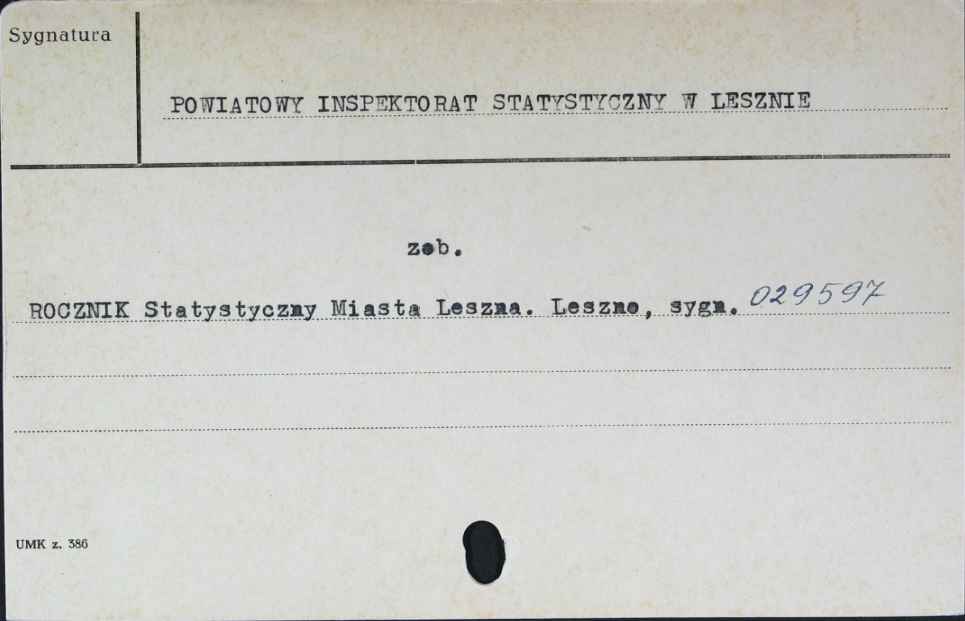 Sygnatura
POWIATOWY INSPEKTORAT STATYSTYCZNY W LESZNIE
zob.
ROCZNIK Statystyczny Miasta Leszna. Leszno, sygn. 029597
UMK z. 386